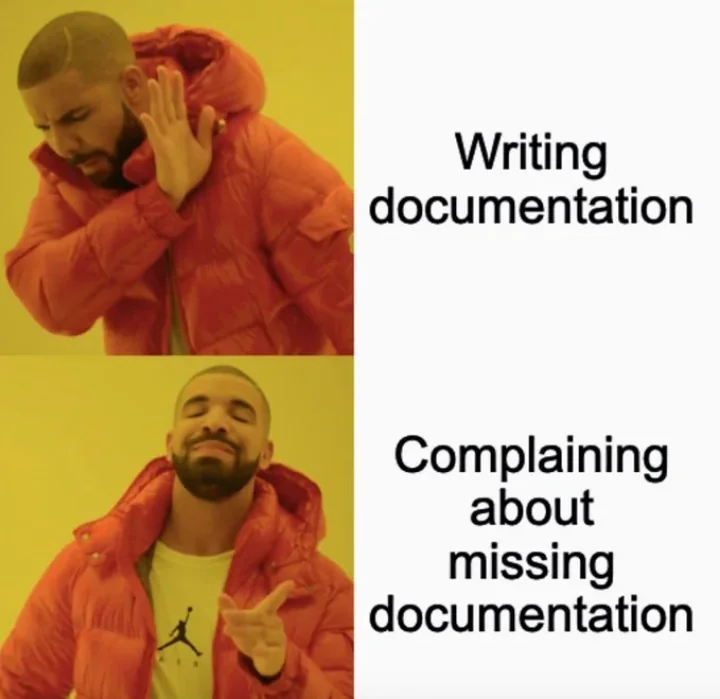 Writing
documentation
Complaining
about
missing
documentation